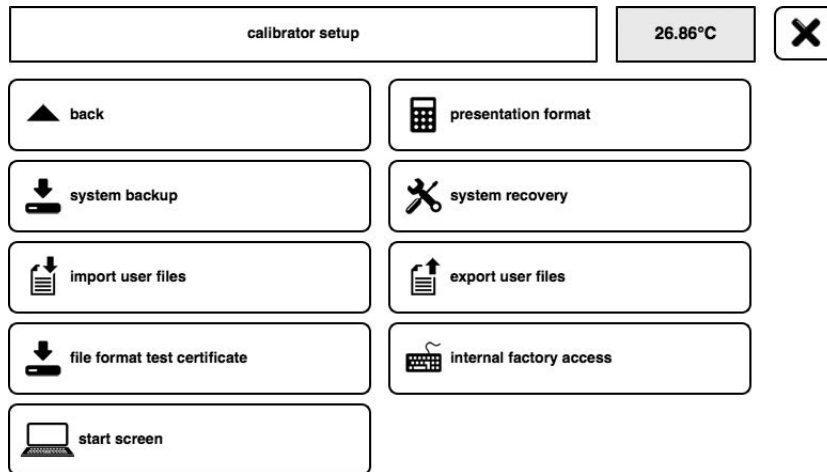 calibrator setup
26.86°C
back
presentation format
system backup
system recovery
import user files
export user files
file format test certificate
internal factory access
start screen